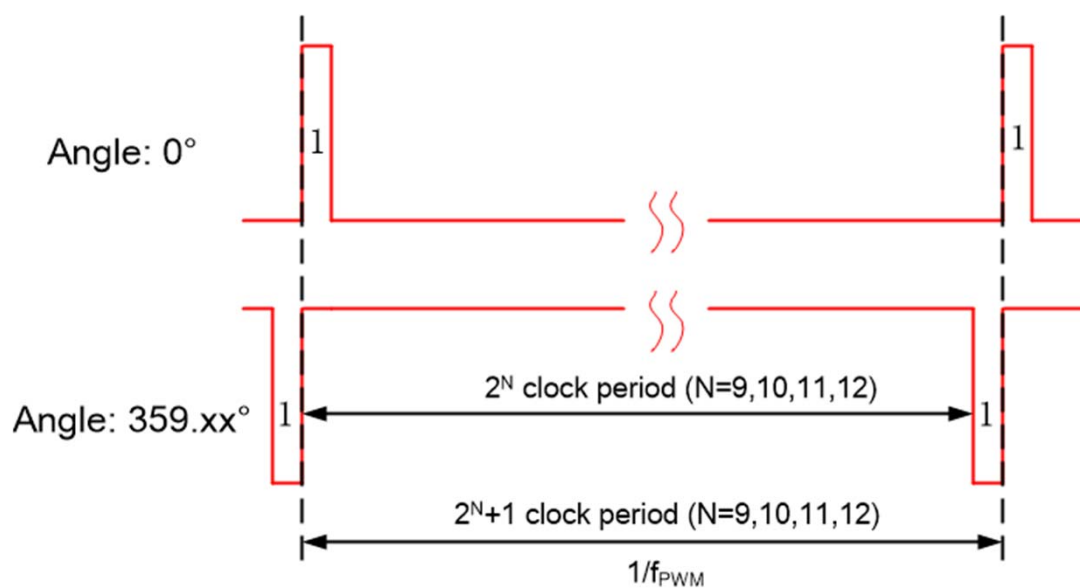 Angle: 0°
1
1
Angle: 359.xx°
1
1
2ᴺ clock period (N=9,10,11,12)
2ᴺ+1 clock period (N=9,10,11,12)
1/fPWM